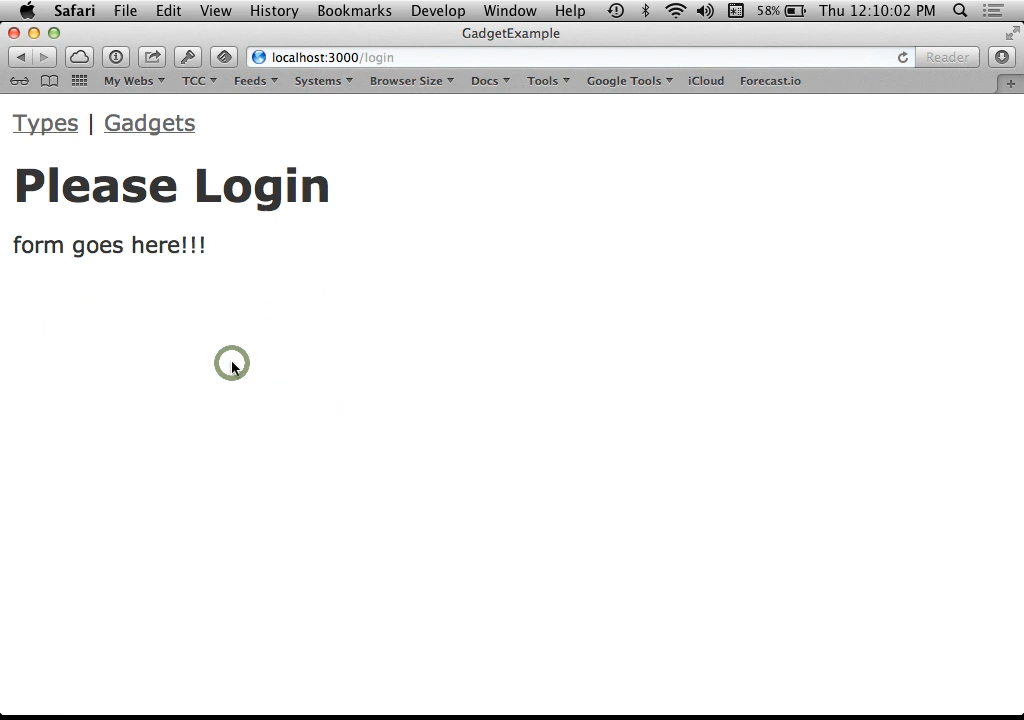 Safari File Edit View History Bookmarks Develop Window Help 58% Thu 12:10:02 PM
GadgetExample
localhost:3000/login Reader
My Webs TCC Feeds Systems Browser Size Docs Tools Google Tools iCloud Forecast.io
Types | Gadgets
Please Login
form goes here!!!